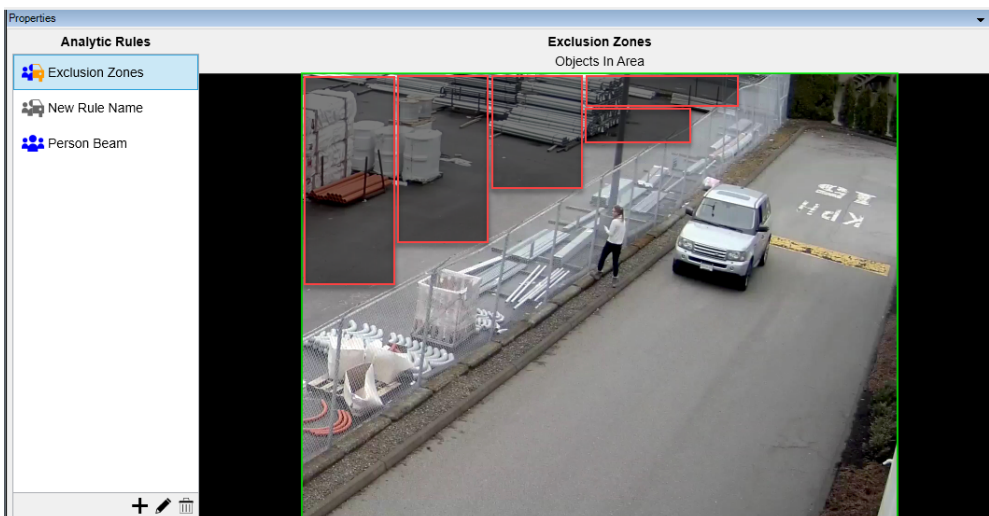 Properties
Analytic Rules
Exclusion Zones
New Rule Name
Person Beam
Exclusion Zones
Objects In Area